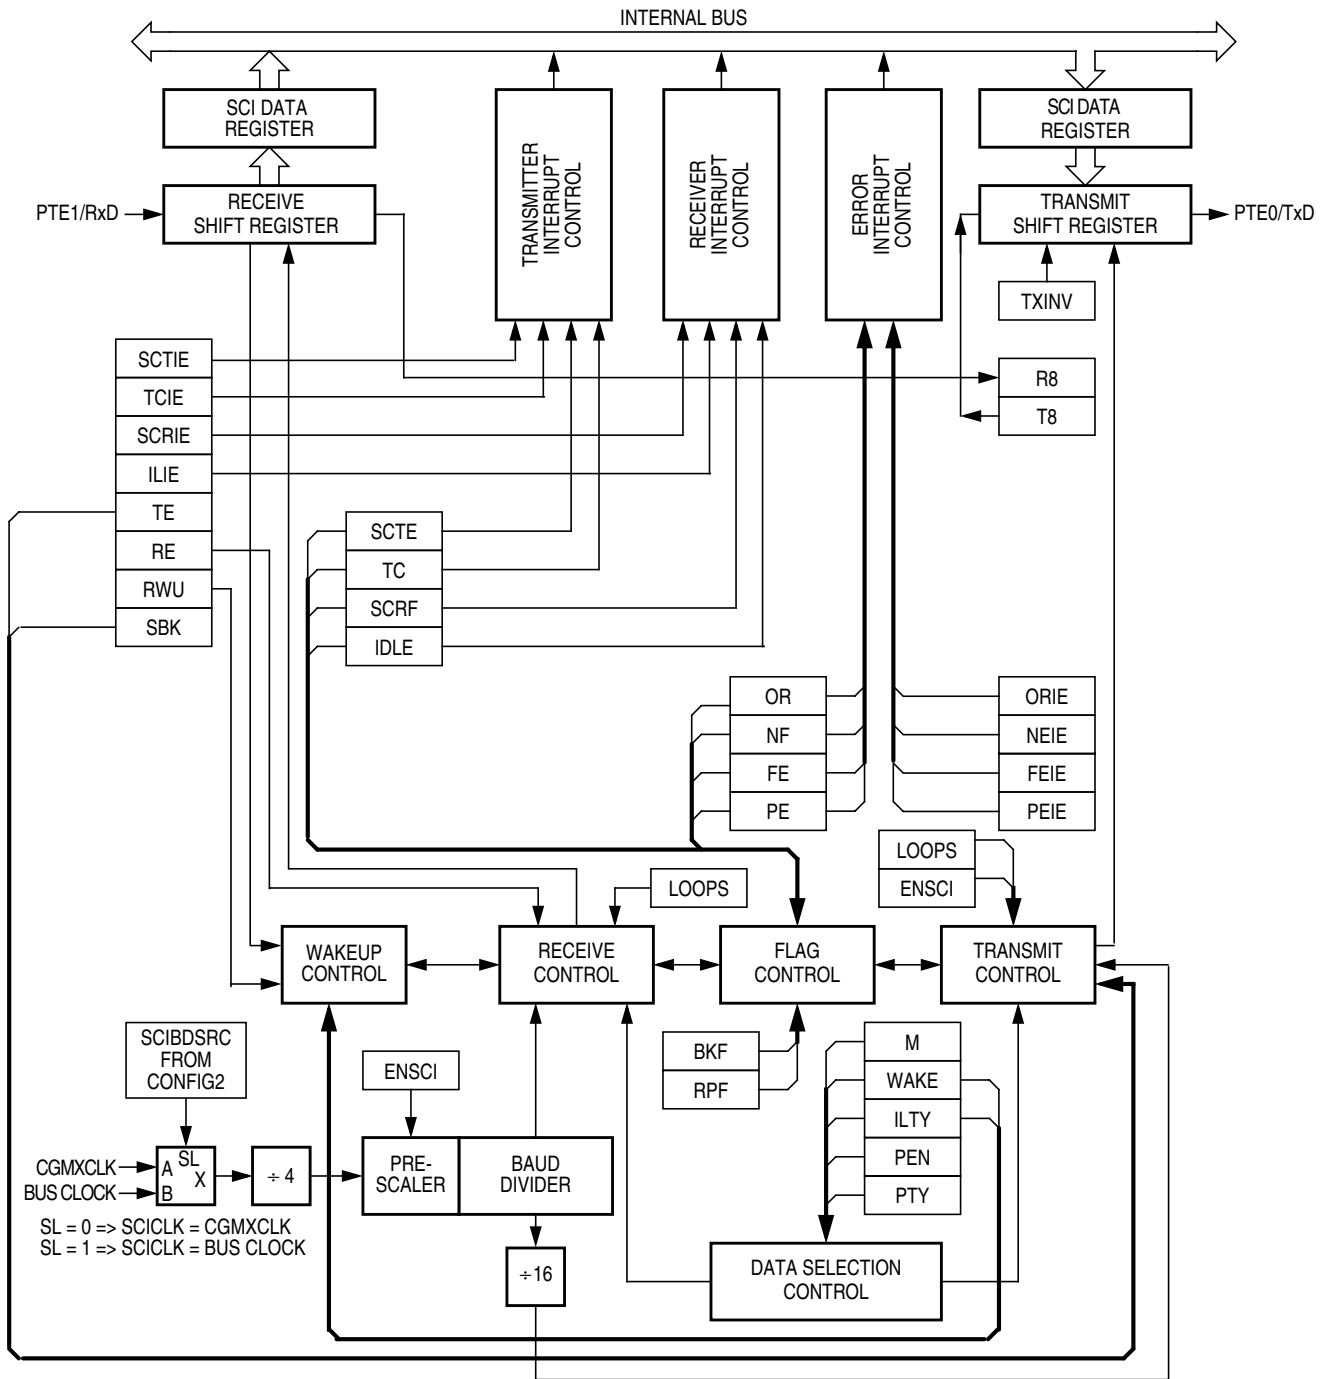 INTERNAL BUS
SCI DATA
REGISTER
SCI DATA
REGISTER
TRANSMITTER
INTERRUPT
CONTROL
RECEIVER
INTERRUPT
CONTROL
ERROR
INTERRUPT
CONTROL
PTE1/RxD
RECEIVE
SHIFT REGISTER
TRANSMIT
SHIFT REGISTER
PTE0/TxD
TXINV
SCTIE
TCIE
SCRIE
ILIE
TE
RE
RWU
SBK
R8
T8
SCTE
TC
SCRF
IDLE
OR
NF
FE
PE
ORIE
NEIE
FEIE
PEIE
LOOPS
ENSCI
LOOPS
WAKEUP
CONTROL
RECEIVE
CONTROL
FLAG
CONTROL
TRANSMIT
CONTROL
SCIBDSRC
FROM
CONFIG2
ENSCI
BKF
RPF
M
WAKE
ILTY
PEN
PTY
CGMXCLK
BUS CLOCK
A
B
SL
X
÷ 4
PRE-
SCALER
BAUD
DIVIDER
SL = 0 => SCICLK = CGMXCLK
SL = 1 => SCICLK = BUS CLOCK
÷16
DATA SELECTION
CONTROL